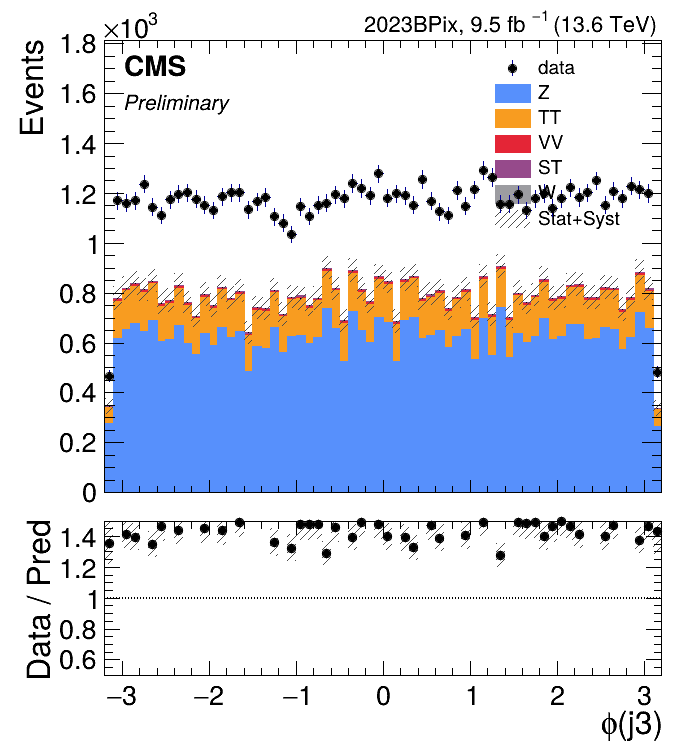 ×10³
2023BPix, 9.5 fb ⁻¹ (13.6 TeV)
Events
1.8
1.6
1.4
1.2
1
0.8
0.6
0.4
0.2
0
CMS
Preliminary
data
Z
TT
VV
ST
W
Stat+Syst
Data / Pred
1.4
1.2
1
0.8
0.6
−3 −2 −1 0 1 2 3
ϕ(j3)